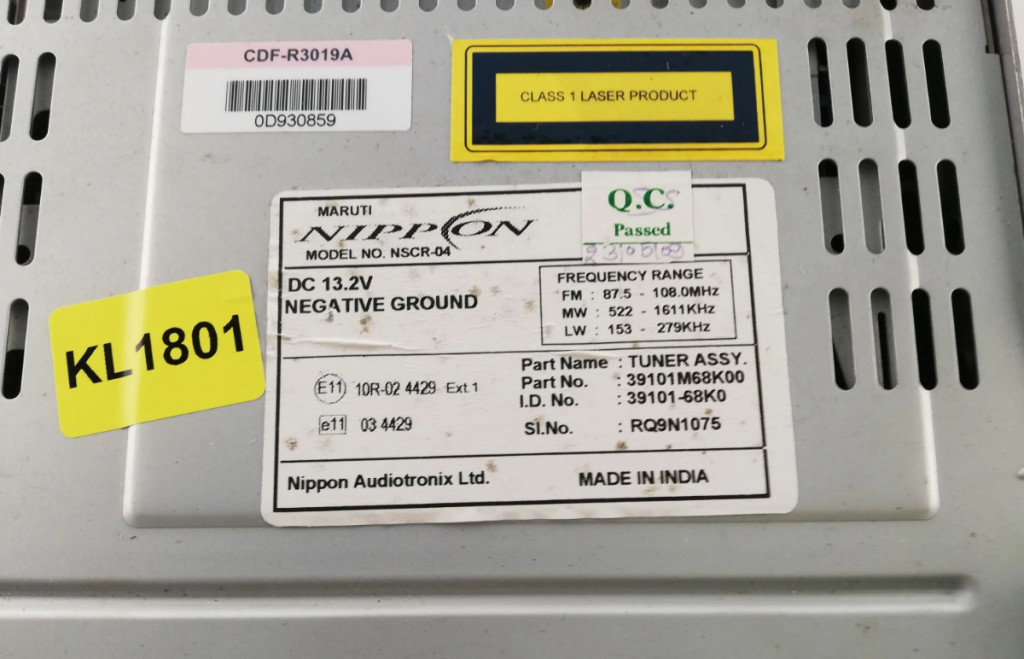 CDF-R3019A
0D930859
CLASS 1 LASER PRODUCT
Q.C.
Passed
MARUTI
NIPPON
MODEL NO. NSCR-04
DC 13.2V
NEGATIVE GROUND
FREQUENCY RANGE
FM : 87.5 - 108.0MHz
MW : 522 - 1611KHz
LW : 153 - 279KHz
KL1801
E11 10R-02 4429 Ext.1
e11 03 4429
Part Name : TUNER ASSY.
Part No. : 39101M68K00
I.D. No. : 39101-68K0
SI.No. : RQ9N1075
Nippon Audiotronix Ltd. MADE IN INDIA